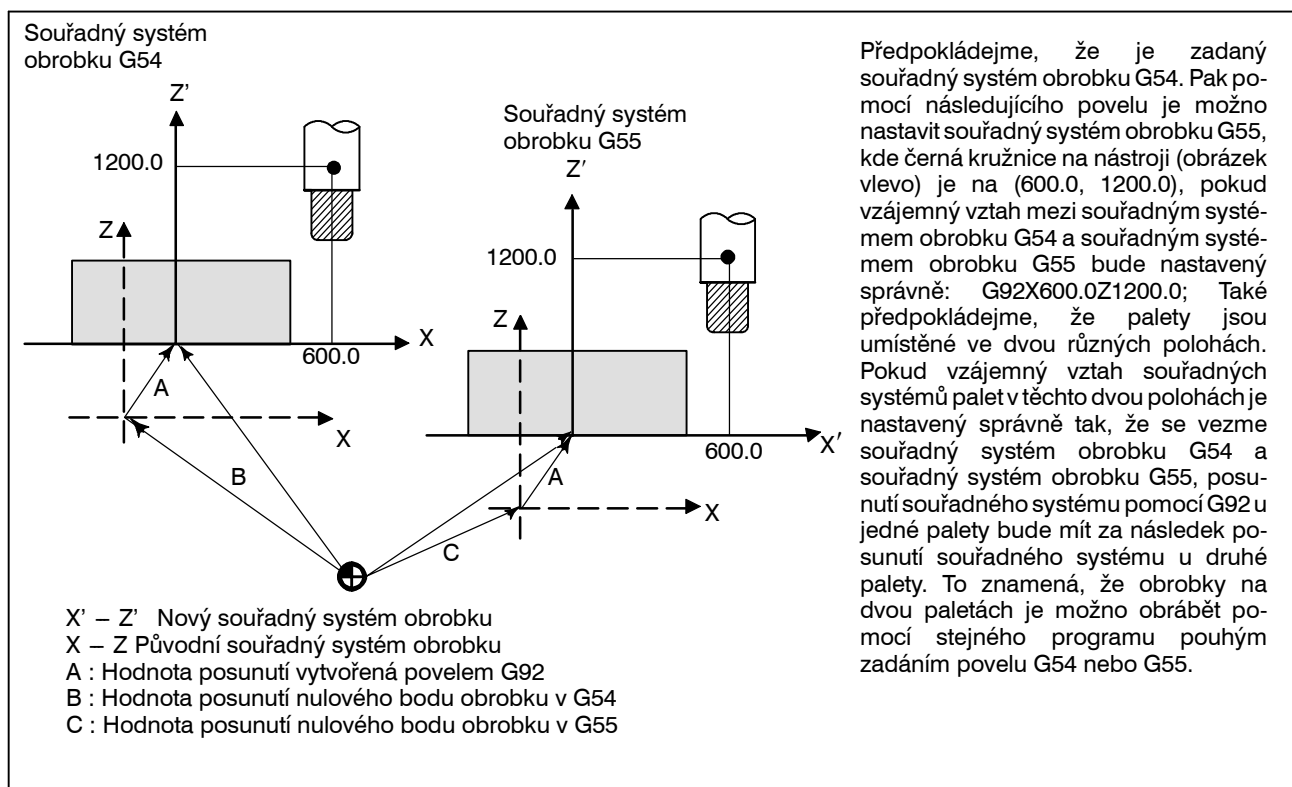 Souřadný systém
obrobku G54
Z’
1200.0
Z
X
600.0
A
X
B
Souřadný systém
obrobku G55
Z′
1200.0
Z
X′
600.0
A
X
C
X’ – Z’ Nový souřadný systém obrobku
X – Z Původní souřadný systém obrobku
A : Hodnota posunutí vytvořená povelem G92
B : Hodnota posunutí nulového bodu obrobku v G54
C : Hodnota posunutí nulového bodu obrobku v G55
Předpokládejme, že je zadaný
souřadný systém obrobku G54. Pak po-
mocí následujícího povelu je možno
nastavit souřadný systém obrobku G55,
kde černá kružnice na nástroji (obrázek
vlevo) je na (600.0, 1200.0), pokud
vzájemný vztah mezi souřadným systé-
mem obrobku G54 a souřadným systé-
mem obrobku G55 bude nastavený
správně: G92X600.0Z1200.0; Také
předpokládejme, že palety jsou
umístěné ve dvou různých polohách.
Pokud vzájemný vztah souřadných
systémů palet v těchto dvou polohách je
nastavený správně tak, že se vezme
souřadný systém obrobku G54 a
souřadný systém obrobku G55, posu-
nutí souřadného systému pomocí G92 u
jedné palety bude mít za následek po-
sunutí souřadného systému u druhé
palety. To znamená, že obrobky na
dvou paletách je možno obrábět po-
mocí stejného programu pouhým
zadáním povelu G54 nebo G55.